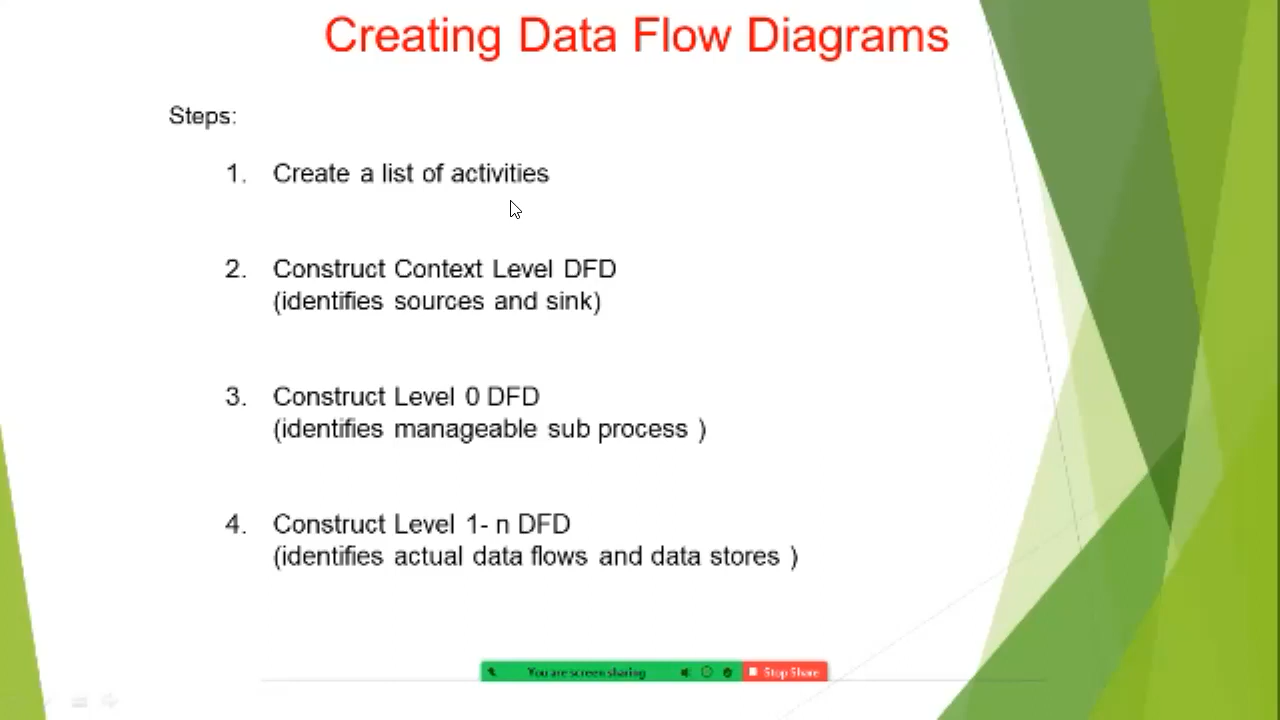 Creating Data Flow Diagrams
Steps:
1. Create a list of activities
2. Construct Context Level DFD
(identifies sources and sink)
3. Construct Level 0 DFD
(identifies manageable sub process )
4. Construct Level 1- n DFD
(identifies actual data flows and data stores )
You are screen sharing
Stop Share